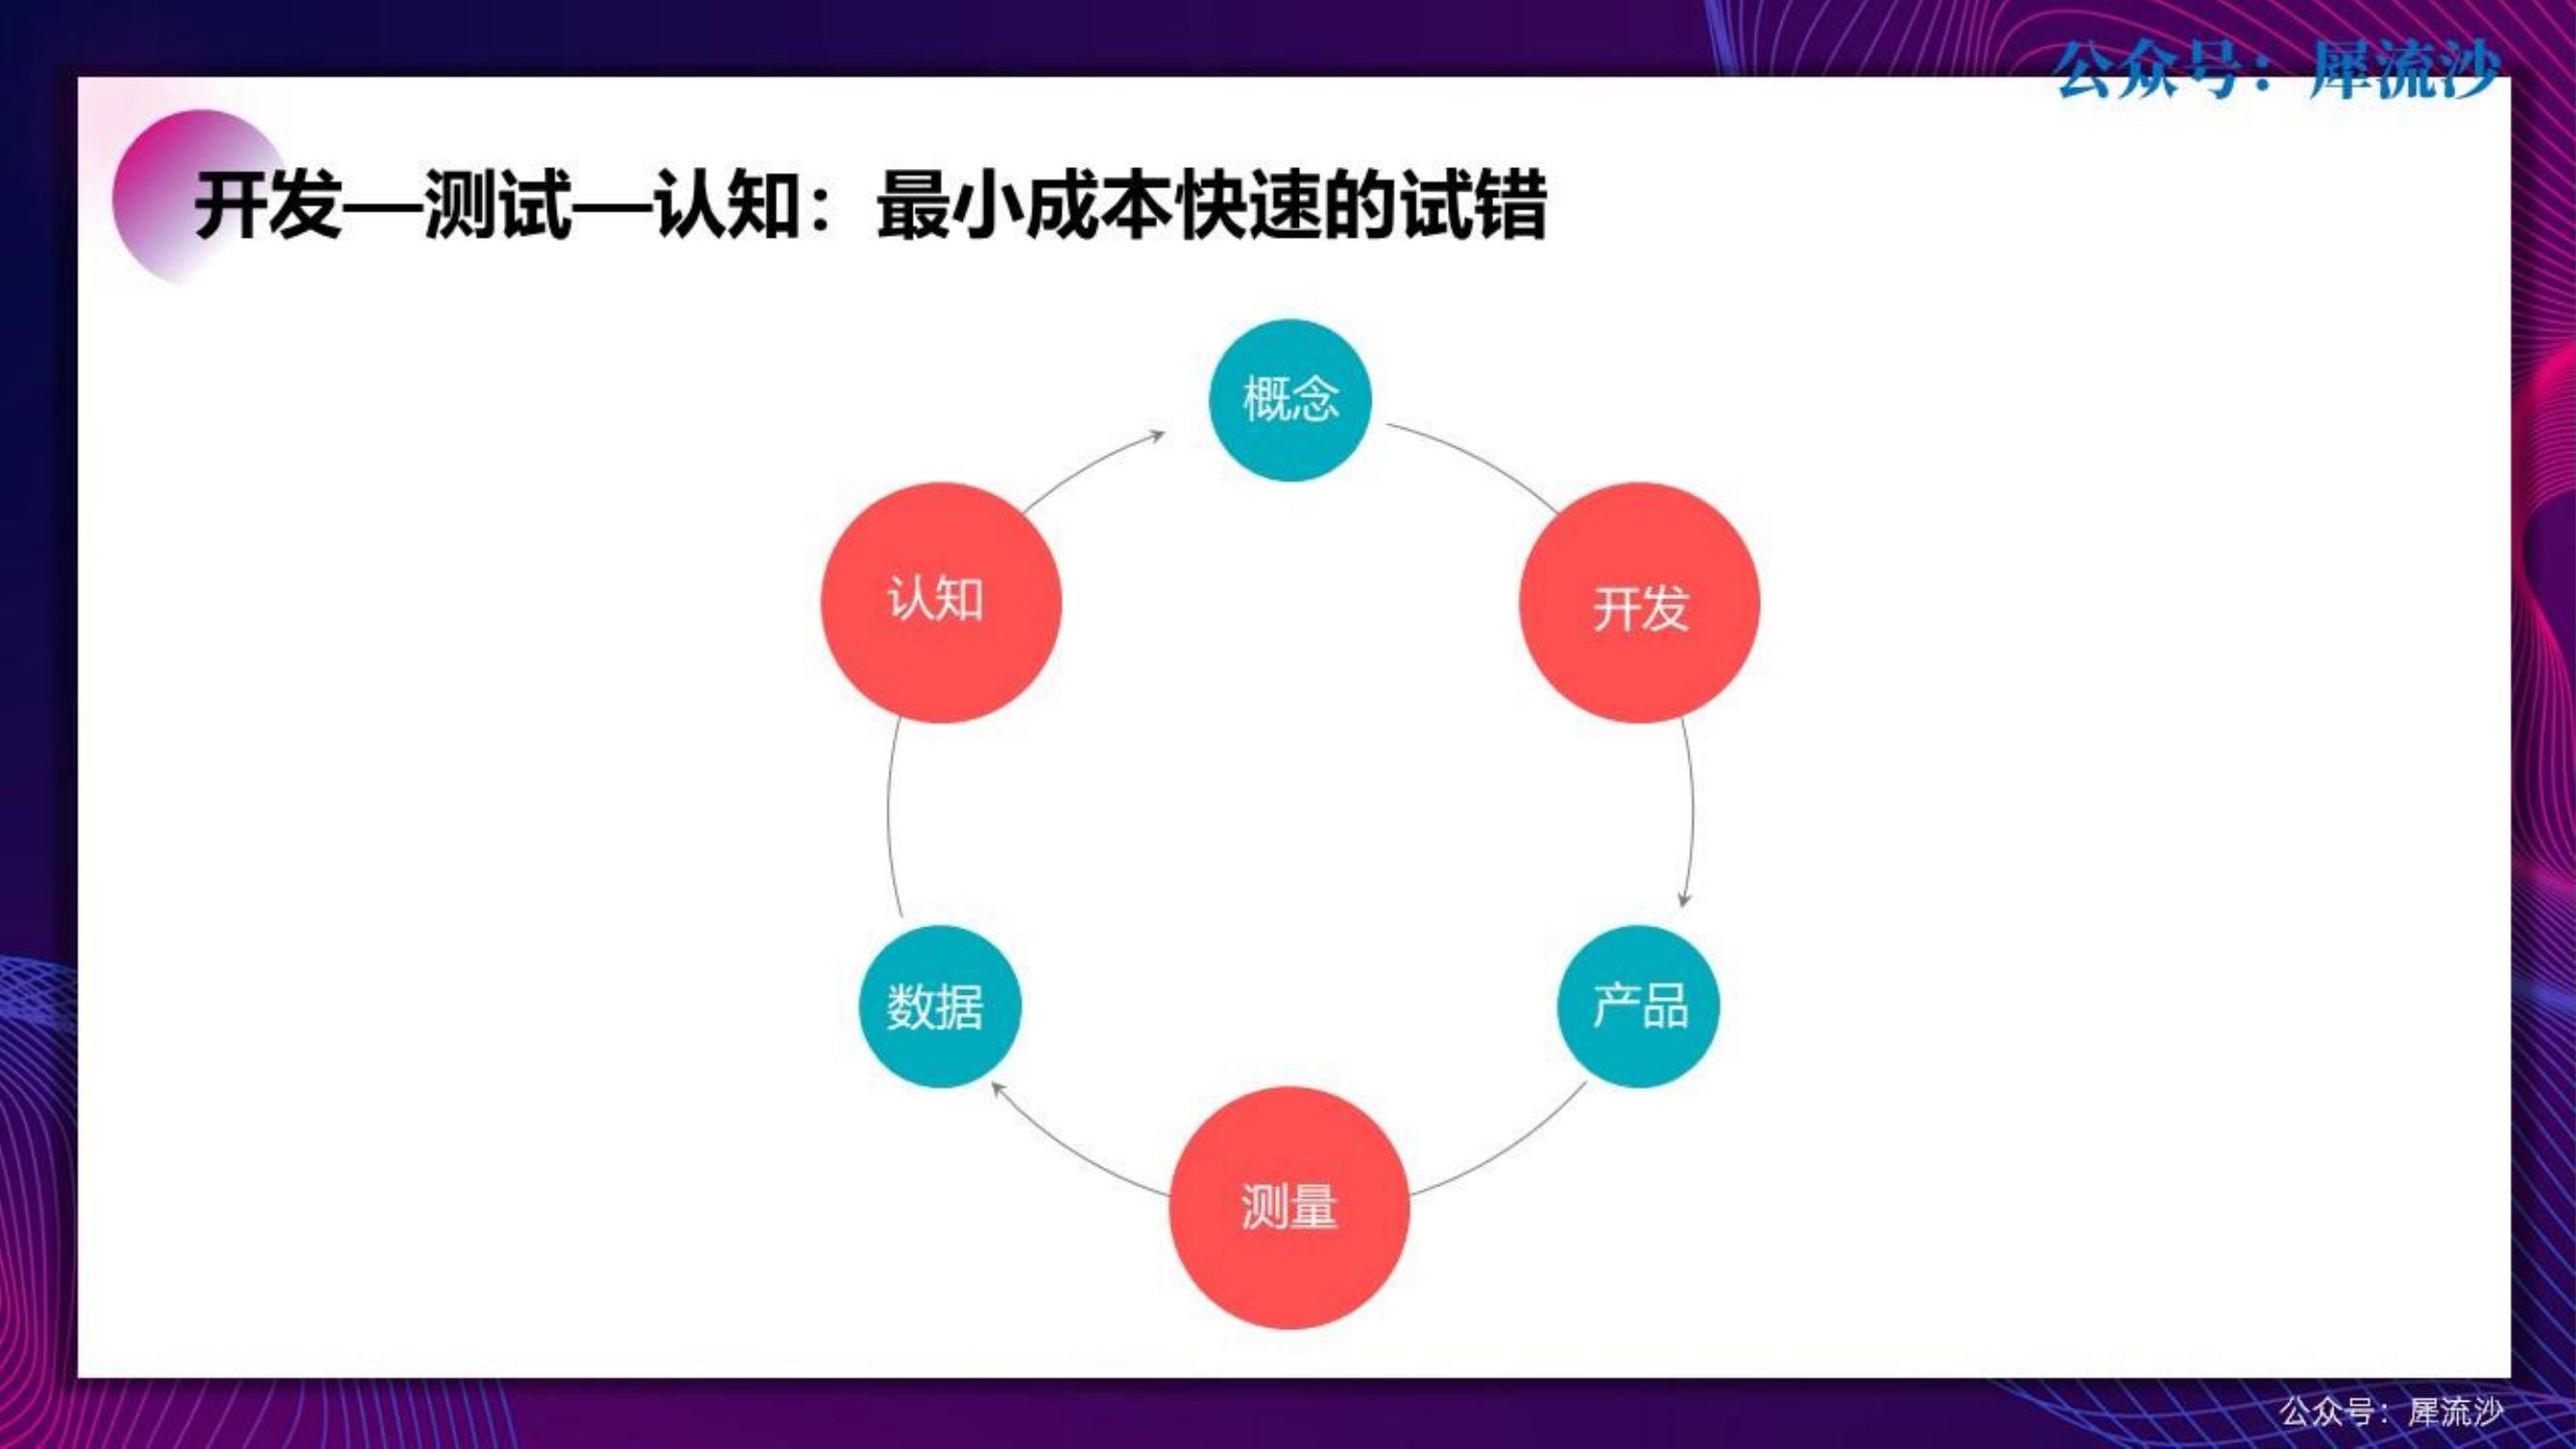 公众号：犀流沙
开发—测试—认知：最小成本快速的试错
概念
认知
开发
数据
产品
测量
公众号：犀流沙